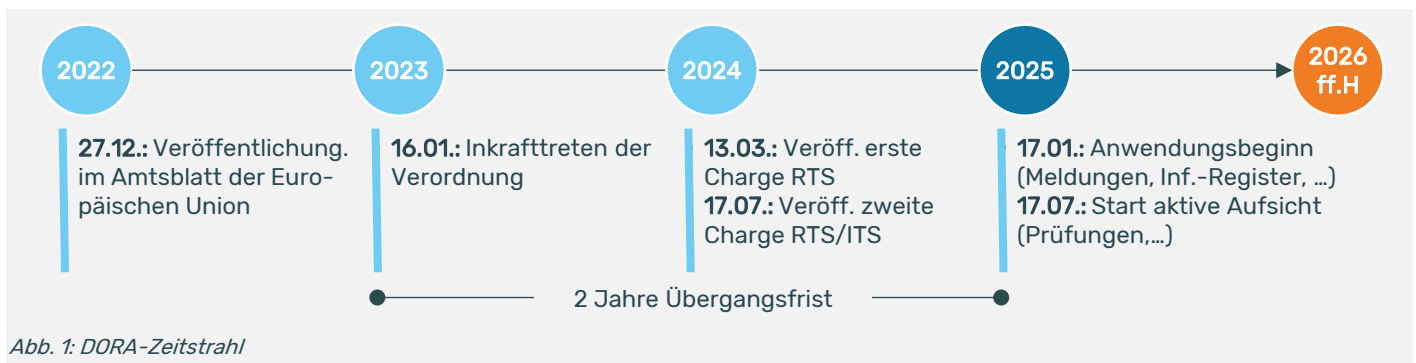 2022
2023
2024
2025
2026
ff.H
27.12.: Veröffentlichung.
im Amtsblatt der Euro-
päischen Union
16.01.: Inkrafttreten der
Verordnung
13.03.: Veröff. erste
Charge RTS
17.07.: Veröff. zweite
Charge RTS/ITS
17.01.: Anwendungsbeginn
(Meldungen, Inf.-Register, …)
17.07.: Start aktive Aufsicht
(Prüfungen,…)
2 Jahre Übergangsfrist
Abb. 1: DORA-Zeitstrahl